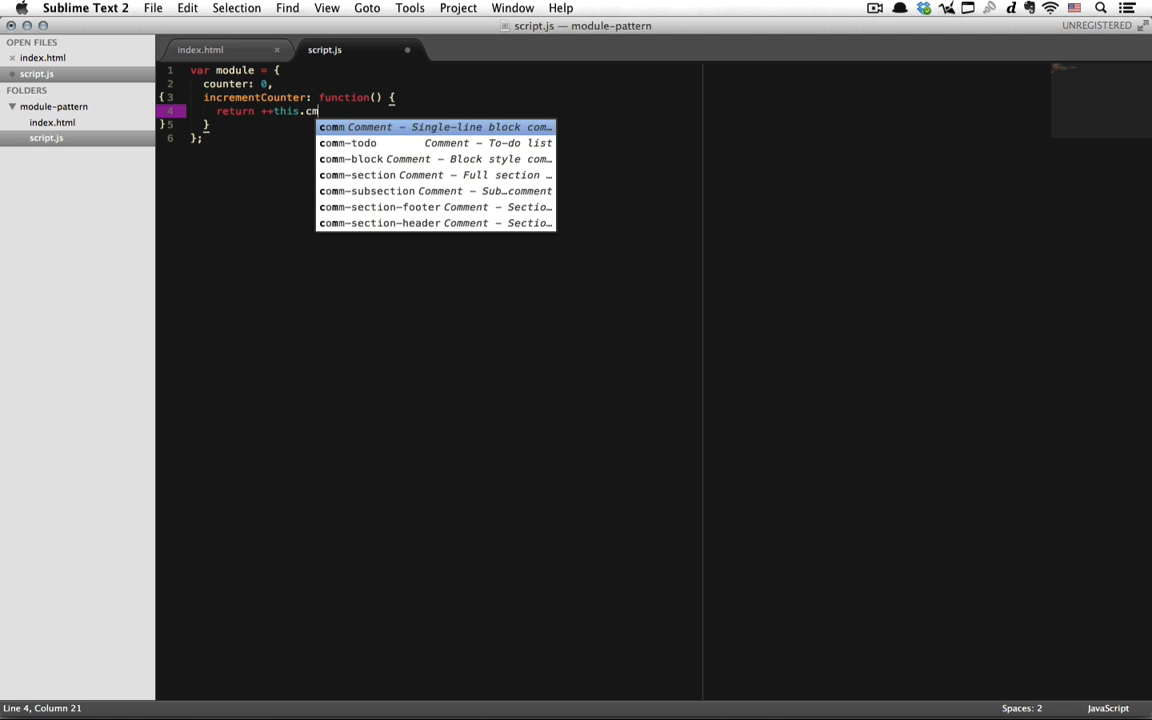 Sublime Text 2 File Edit Selection Find View Goto Tools Project Window Help
script.js — module-pattern
UNREGISTERED
OPEN FILES
index.html
script.js
FOLDERS
module-pattern
index.html
script.js
index.html
script.js
1 var module = {
2 counter: 0,
3 incrementCounter: function() {
4 return ++this.cm
5 }
6 };
comm Comment – Single-line block com…
comm-todo Comment – To-do list
comm-block Comment – Block style com…
comm-section Comment – Full section …
comm-subsection Comment – Sub…comment
comm-section-footer Comment – Sectio…
comm-section-header Comment – Sectio…
Line 4, Column 21
Spaces: 2
JavaScript